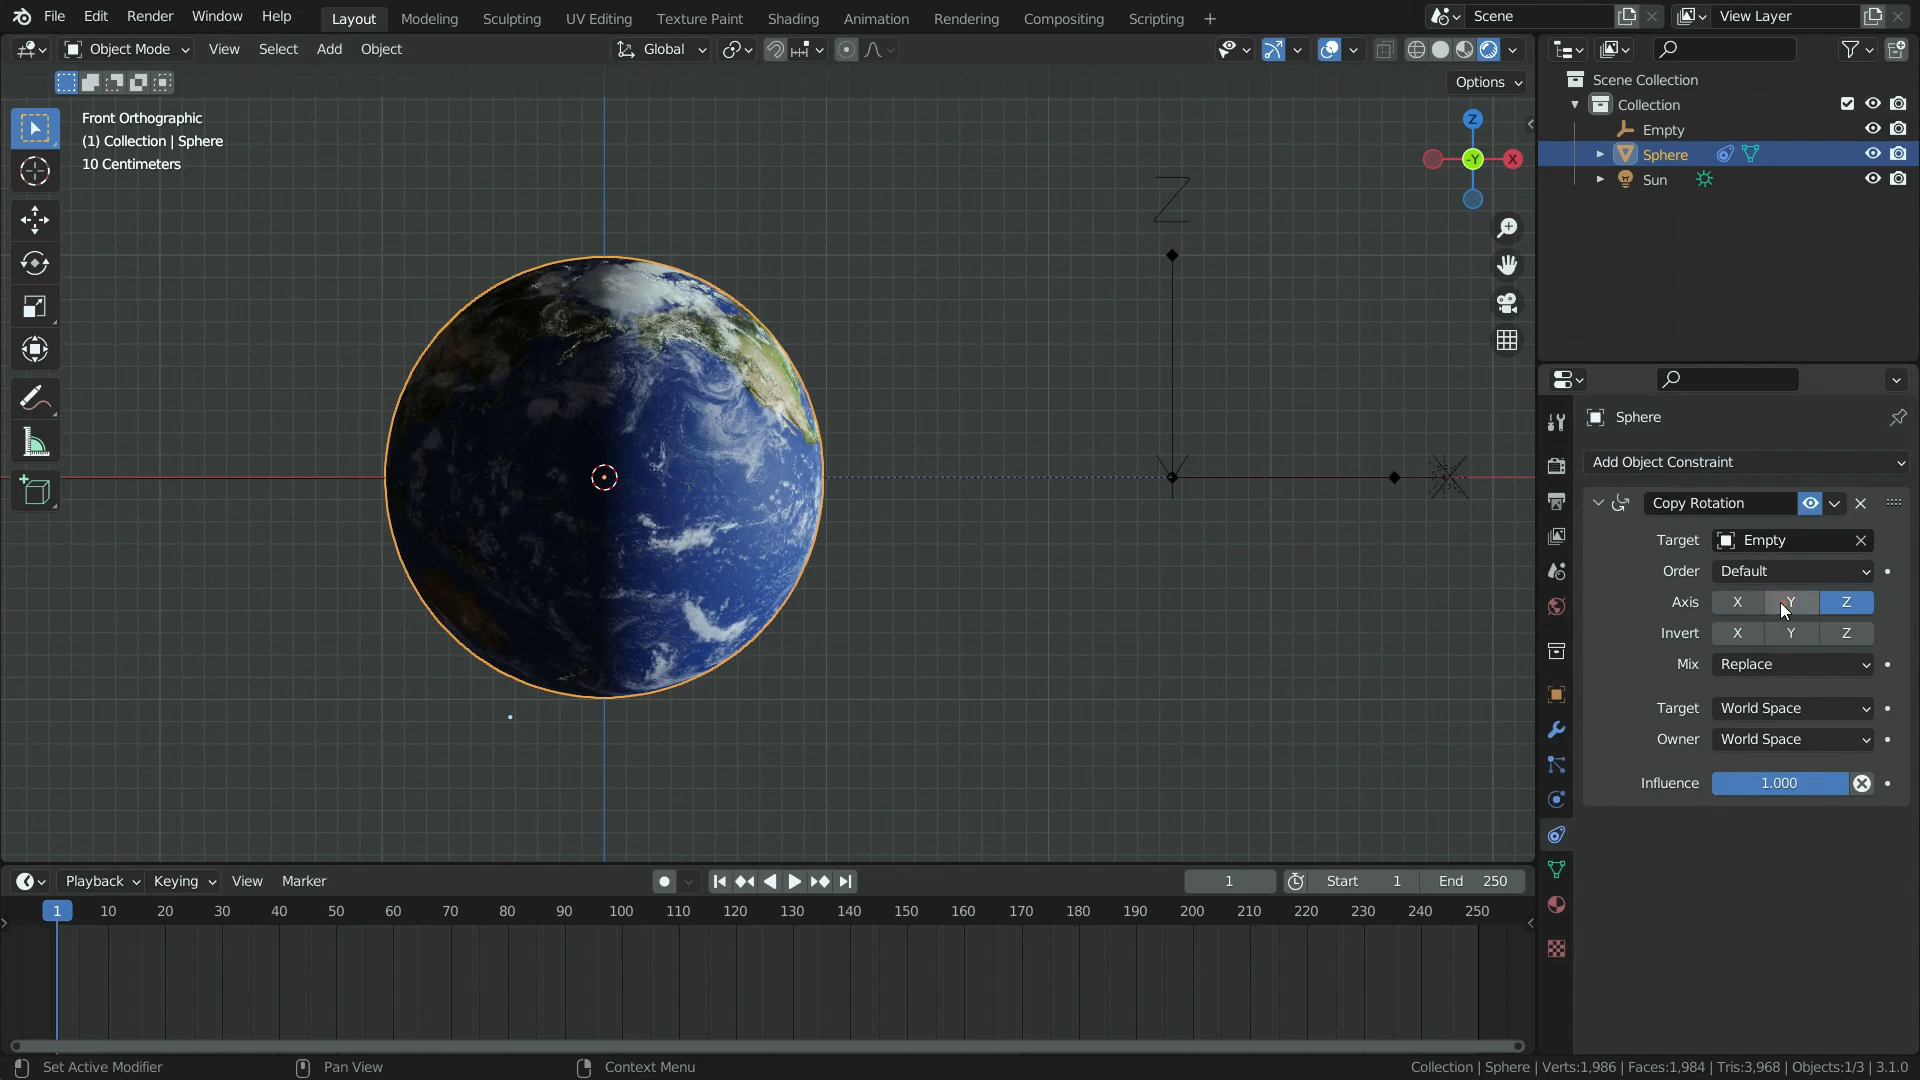 File Edit Render Window Help Layout Modeling Sculpting UV Editing Texture Paint Shading Animation Rendering Compositing Scripting + Scene View Layer
Object Mode View Select Add Object Global
Options
Front Orthographic
(1) Collection | Sphere
10 Centimeters
Z
-Y
X
Z
Scene Collection
Collection
Empty
Sphere
Sun
Sphere
Add Object Constraint
Copy Rotation
Target Empty
Order Default
Axis X Y Z
Invert X Y Z
Mix Replace
Target World Space
Owner World Space
Influence 1.000
Playback Keying View Marker 1 Start 1 End 250
1 10 20 30 40 50 60 70 80 90 100 110 120 130 140 150 160 170 180 190 200 210 220 230 240 250
Set Active Modifier Pan View Context Menu Collection | Sphere | Verts:1,986 | Faces:1,984 | Tris:3,968 | Objects:1/3 | 3.1.0